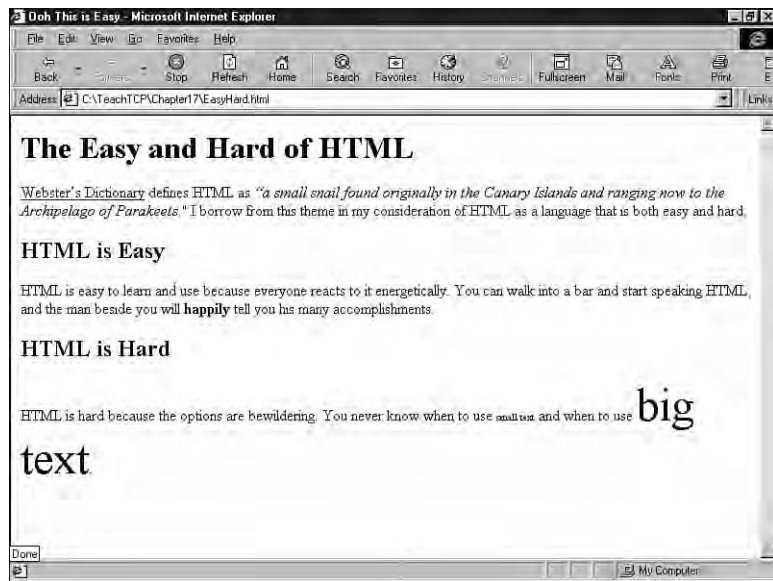 Ooh This is Easy - Microsoft Internet Explorer
File Edit View Go Favorites Help
Back Stop Refresh Home Search Favorites History Channels Fullscreen Mail Fonts Print E
Address C:\TeachTCP\Chapter17\EasyHard.html Links
The Easy and Hard of HTML
Webster's Dictionary defines HTML as "a small snail found originally in the Canary Islands and ranging now to the
Archipelago of Parakeets." I borrow from this theme in my consideration of HTML as a language that is both easy and hard.
HTML is Easy
HTML is easy to learn and use because everyone reacts to it energetically. You can walk into a bar and start speaking HTML,
and the man beside you will happily tell you his many accomplishments.
HTML is Hard
HTML is hard because the options are bewildering. You never know when to use small text and when to use big
text.
Done
My Computer